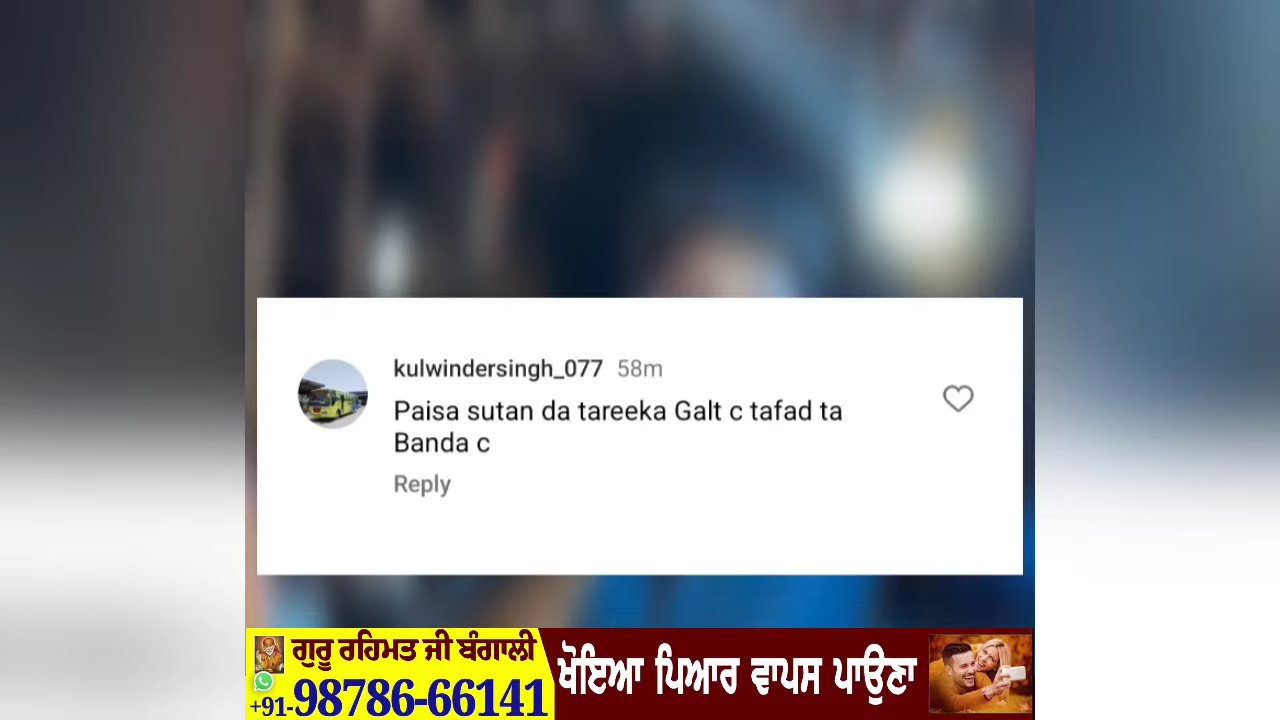 kulwindersingh_077 58m
Paisa sutan da tareeka Galt c tafad ta
Banda c
Reply
ਗੁਰੂ ਰਹਿਮਤ ਜੀ ਬੰਗਾਲੀ
+91-98786-66141
ਖੋਇਆ ਪਿਆਰ ਵਾਪਸ ਪਾਉਣਾ